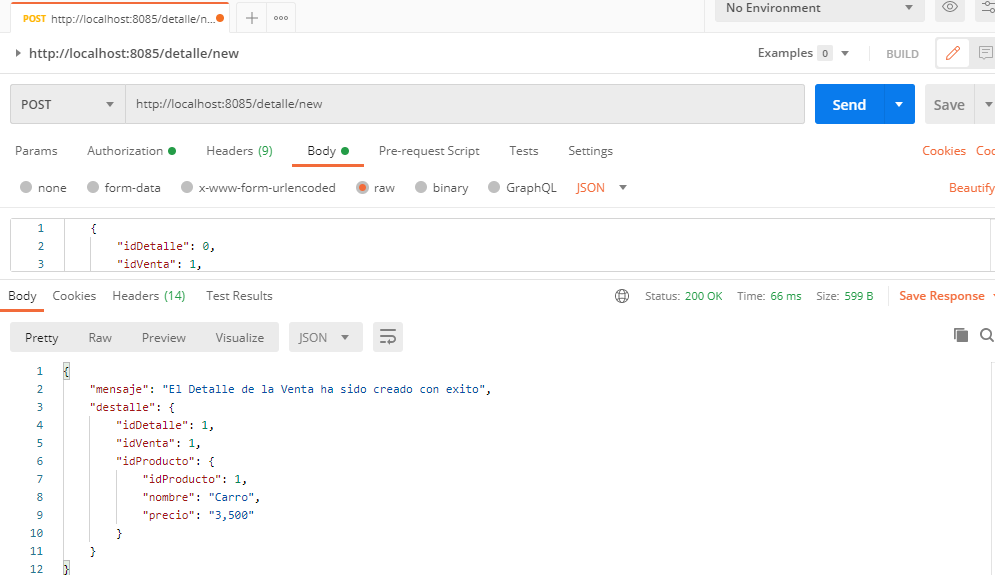 POST http://localhost:8085/detalle/n... No Environment
http://localhost:8085/detalle/new Examples 0 BUILD
POST http://localhost:8085/detalle/new Send Save
Params Authorization Headers (9) Body Pre-request Script Tests Settings Cookies Coo
none form-data x-www-form-urlencoded raw binary GraphQL JSON Beautify
1 {
2 "idDetalle": 0,
3 "idVenta": 1,
Body Cookies Headers (14) Test Results Status: 200 OK Time: 66 ms Size: 599 B Save Response
Pretty Raw Preview Visualize JSON
1 {
2 "mensaje": "El Detalle de la Venta ha sido creado con exito",
3 "destalle": {
4 "idDetalle": 1,
5 "idVenta": 1,
6 "idProducto": {
7 "idProducto": 1,
8 "nombre": "Carro",
9 "precio": "3,500"
10 }
11 }
12 }